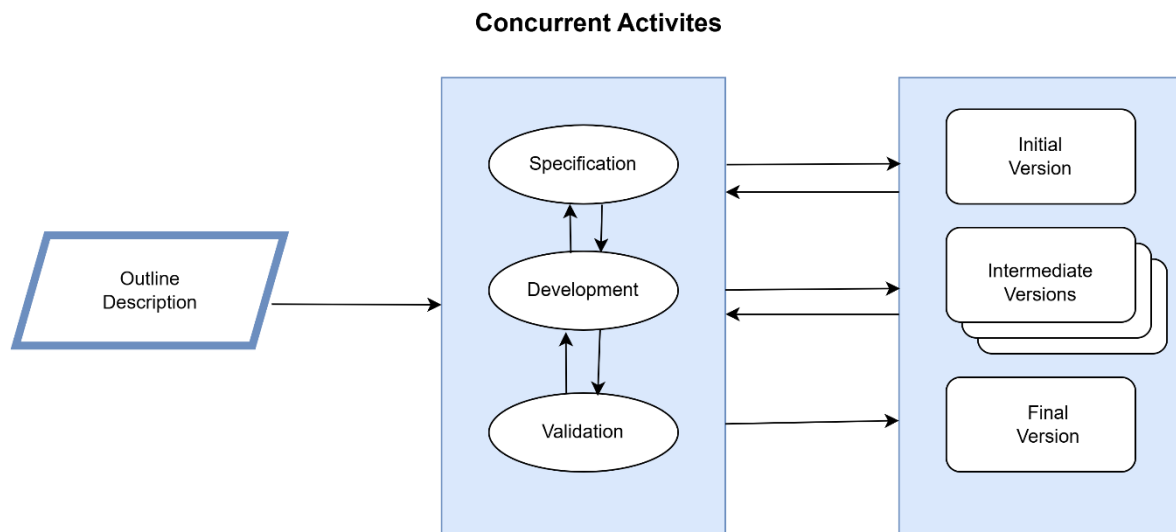 Concurrent Activites
Specification
Initial
Version
Outline
Description
Development
Intermediate
Versions
Validation
Final
Version